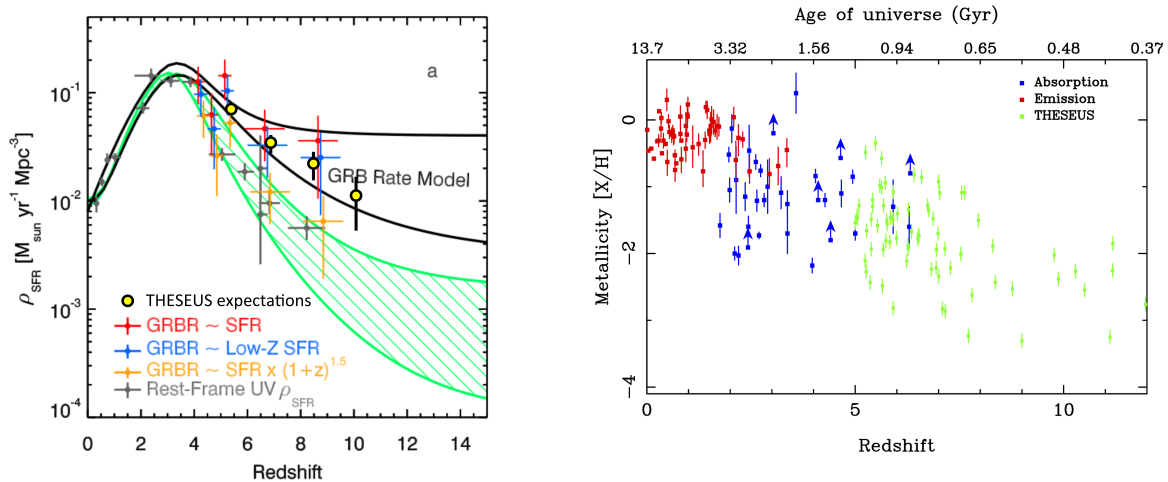 a
10^-1
10^-2
10^-3
10^-4
ρ_SFR [M_sun yr^-1 Mpc^-3]
GRB Rate Model
THESEUS expectations
GRBR ~ SFR
GRBR ~ Low-Z SFR
GRBR ~ SFR x (1+z)^1.5
Rest-Frame UV ρ_SFR
0 2 4 6 8 10 12 14
Redshift
Age of universe (Gyr)
13.7 3.32 1.56 0.94 0.65 0.48 0.37
Absorption
Emission
THESEUS
0
−2
−4
Metallicity [X/H]
0 5 10
Redshift